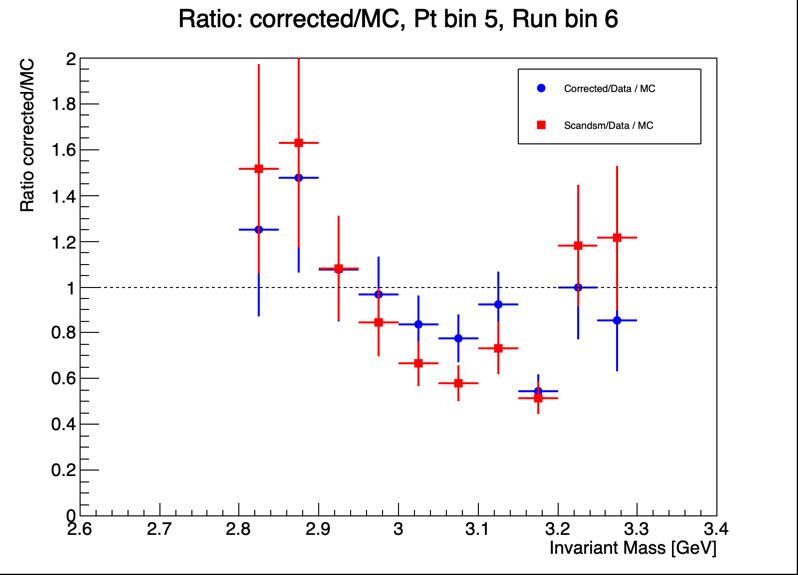 Ratio: corrected/MC, Pt bin 5, Run bin 6
Ratio corrected/MC
2
1.8
1.6
1.4
1.2
1
0.8
0.6
0.4
0.2
0
Corrected/Data / MC
Scandsm/Data / MC
2.6 2.7 2.8 2.9 3 3.1 3.2 3.3 3.4
Invariant Mass [GeV]